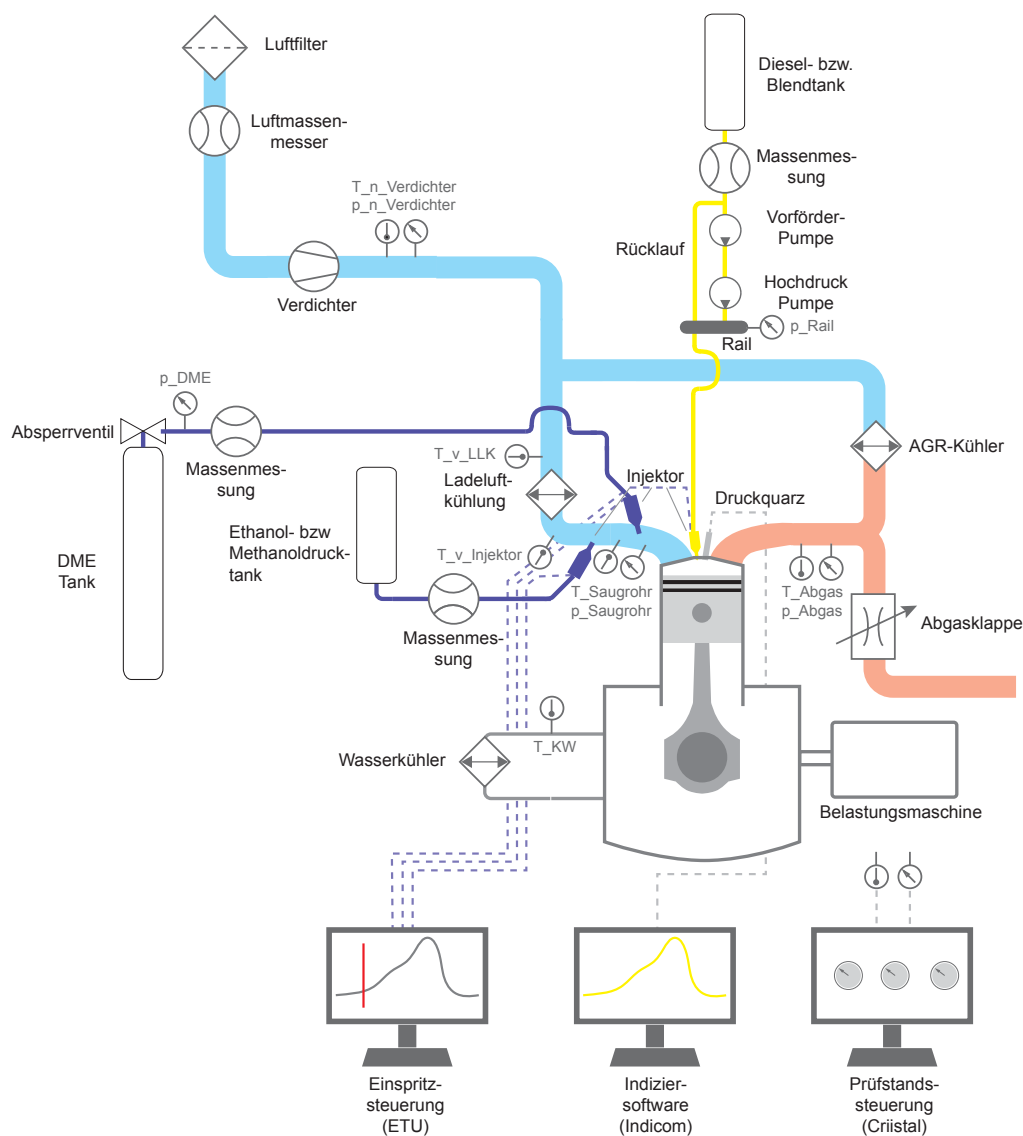 Luftfilter
Diesel- bzw.
Blendtank
Luftmassen-
messer
Massenmes-
sung
T_n_Verdichter
p_n_Verdichter
Vorförder-
Pumpe
Rücklauf
Hochdruck
Pumpe
Verdichter
p_Rail
Rail
p_DME
Absperrventil
Massenmes-
sung
T_v_LLK
Ladeluft-
kühlung
Injektor
AGR-Kühler
Druckquarz
Ethanol- bzw
Methanoldruck-
tank
DME
Tank
T_v_Injektor
T_Saugrohr
p_Saugrohr
T_Abgas
p_Abgas
Abgasklappe
Massenmes-
sung
T_KW
Wasserkühler
Belastungsmaschine
Einspritz-
steuerung
(ETU)
Indizier-
software
(Indicom)
Prüfstands-
steuerung
(Criistal)